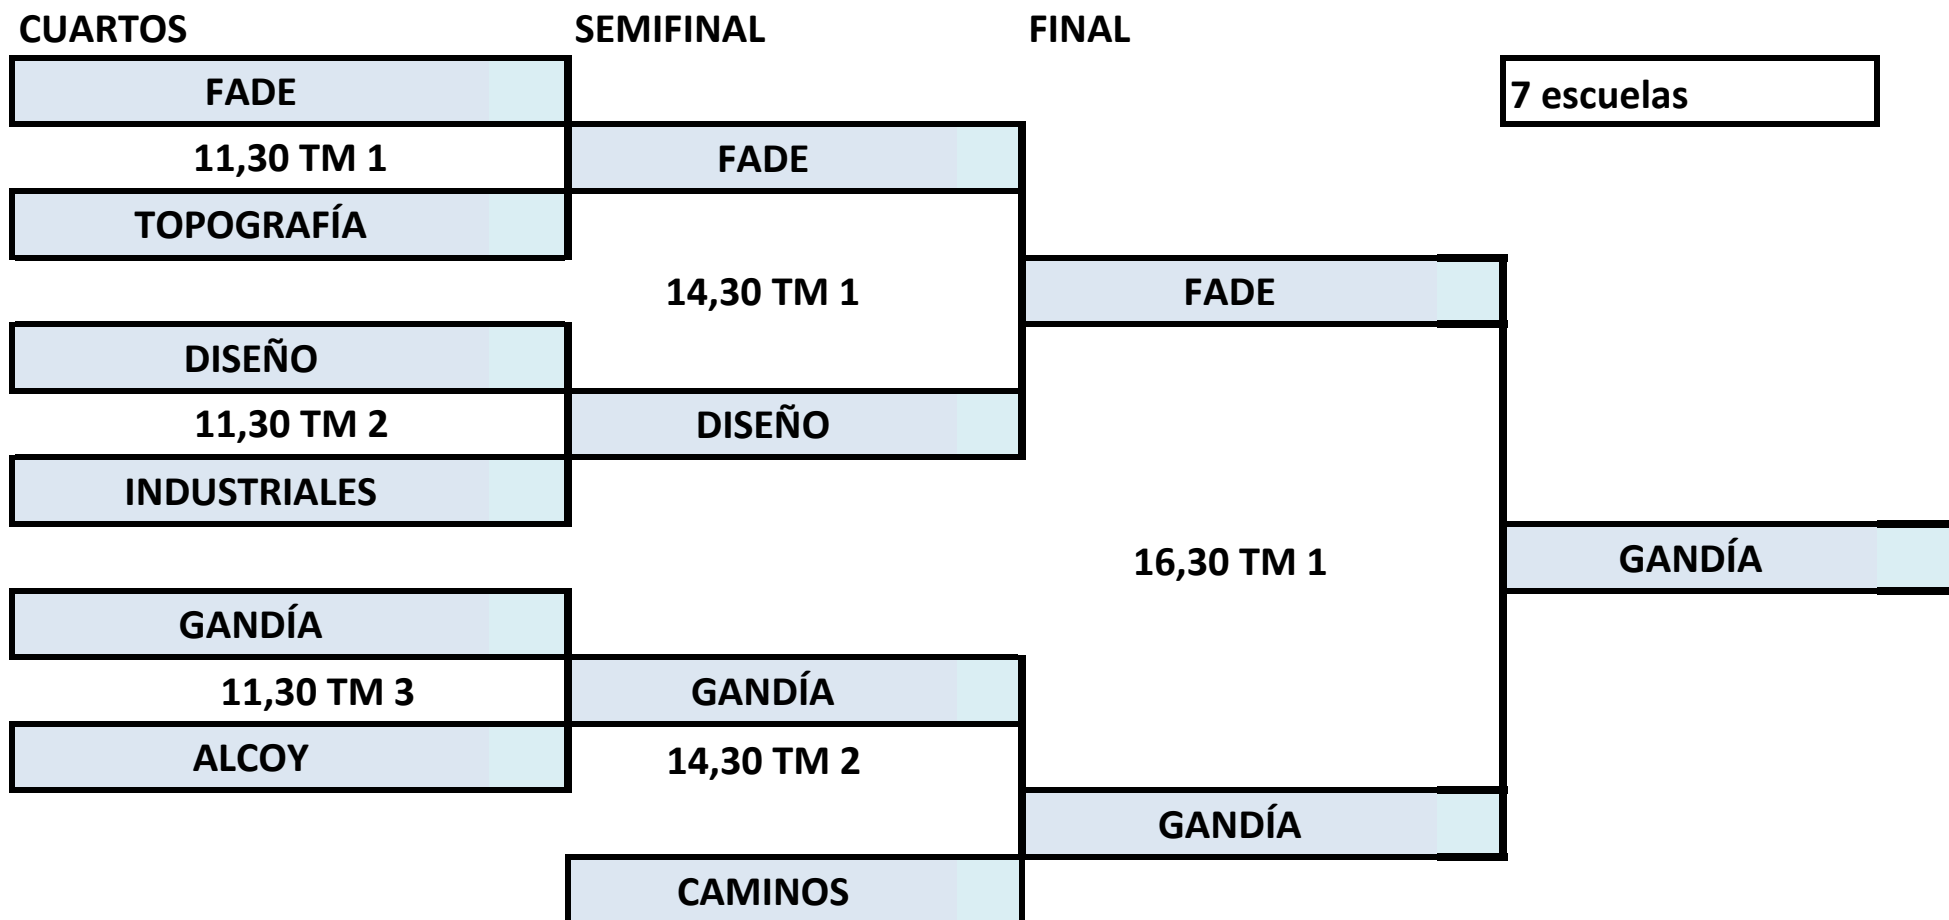 CUARTOS SEMIFINAL FINAL
FADE
7 escuelas
11,30 TM 1
FADE
TOPOGRAFÍA
14,30 TM 1
FADE
DISEÑO
11,30 TM 2
DISEÑO
INDUSTRIALES
16,30 TM 1
GANDÍA
GANDÍA
11,30 TM 3
GANDÍA
ALCOY
14,30 TM 2
GANDÍA
CAMINOS